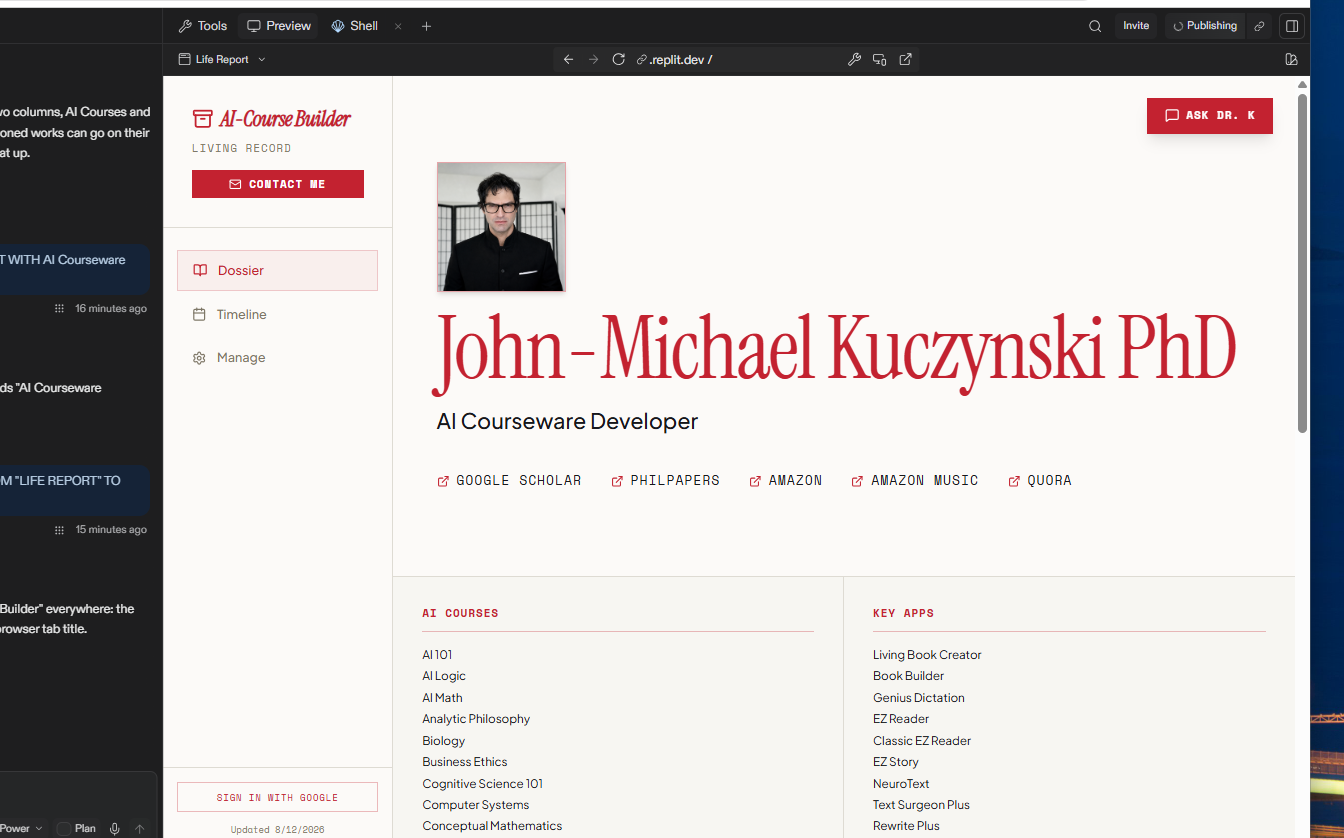 Tools
Preview
Shell
Invite
Publishing
Life Report
.replit.dev /
wo columns, AI Courses and
oned works can go on their
at up.
T WITH AI Courseware
16 minutes ago
ds "AI Courseware
OM "LIFE REPORT" TO
15 minutes ago
Builder" everywhere: the
rowser tab title.
Power
Plan
AI-Course Builder
LIVING RECORD
CONTACT ME
Dossier
Timeline
Manage
SIGN IN WITH GOOGLE
Updated 8/12/2026
ASK DR. K
John-Michael Kuczynski PhD
AI Courseware Developer
GOOGLE SCHOLAR
PHILPAPERS
AMAZON
AMAZON MUSIC
QUORA
AI COURSES
AI 101
AI Logic
AI Math
Analytic Philosophy
Biology
Business Ethics
Cognitive Science 101
Computer Systems
Conceptual Mathematics
KEY APPS
Living Book Creator
Book Builder
Genius Dictation
EZ Reader
Classic EZ Reader
EZ Story
NeuroText
Text Surgeon Plus
Rewrite Plus